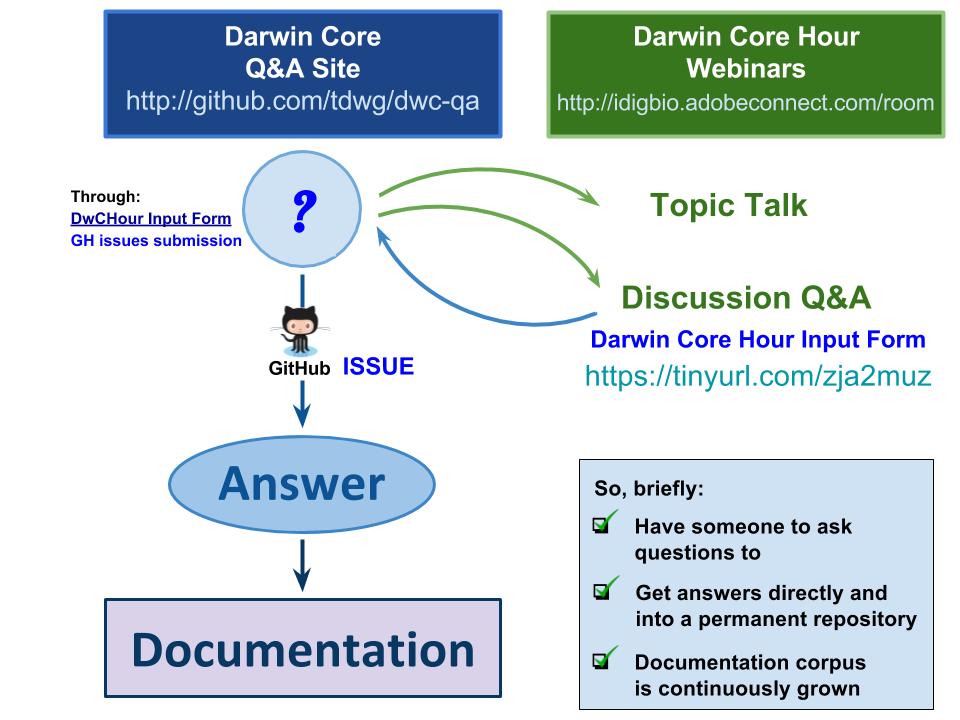 Darwin Core
Q&A Site
http://github.com/tdwg/dwc-qa
Darwin Core Hour
Webinars
http://idigbio.adobeconnect.com/room
Through:
DwCHour Input Form
GH issues submission
?
Topic Talk
Discussion Q&A
Darwin Core Hour Input Form
https://tinyurl.com/zja2muz
GitHub ISSUE
Answer
Documentation
So, briefly:
Have someone to ask
questions to
Get answers directly and
into a permanent repository
Documentation corpus
is continuously grown